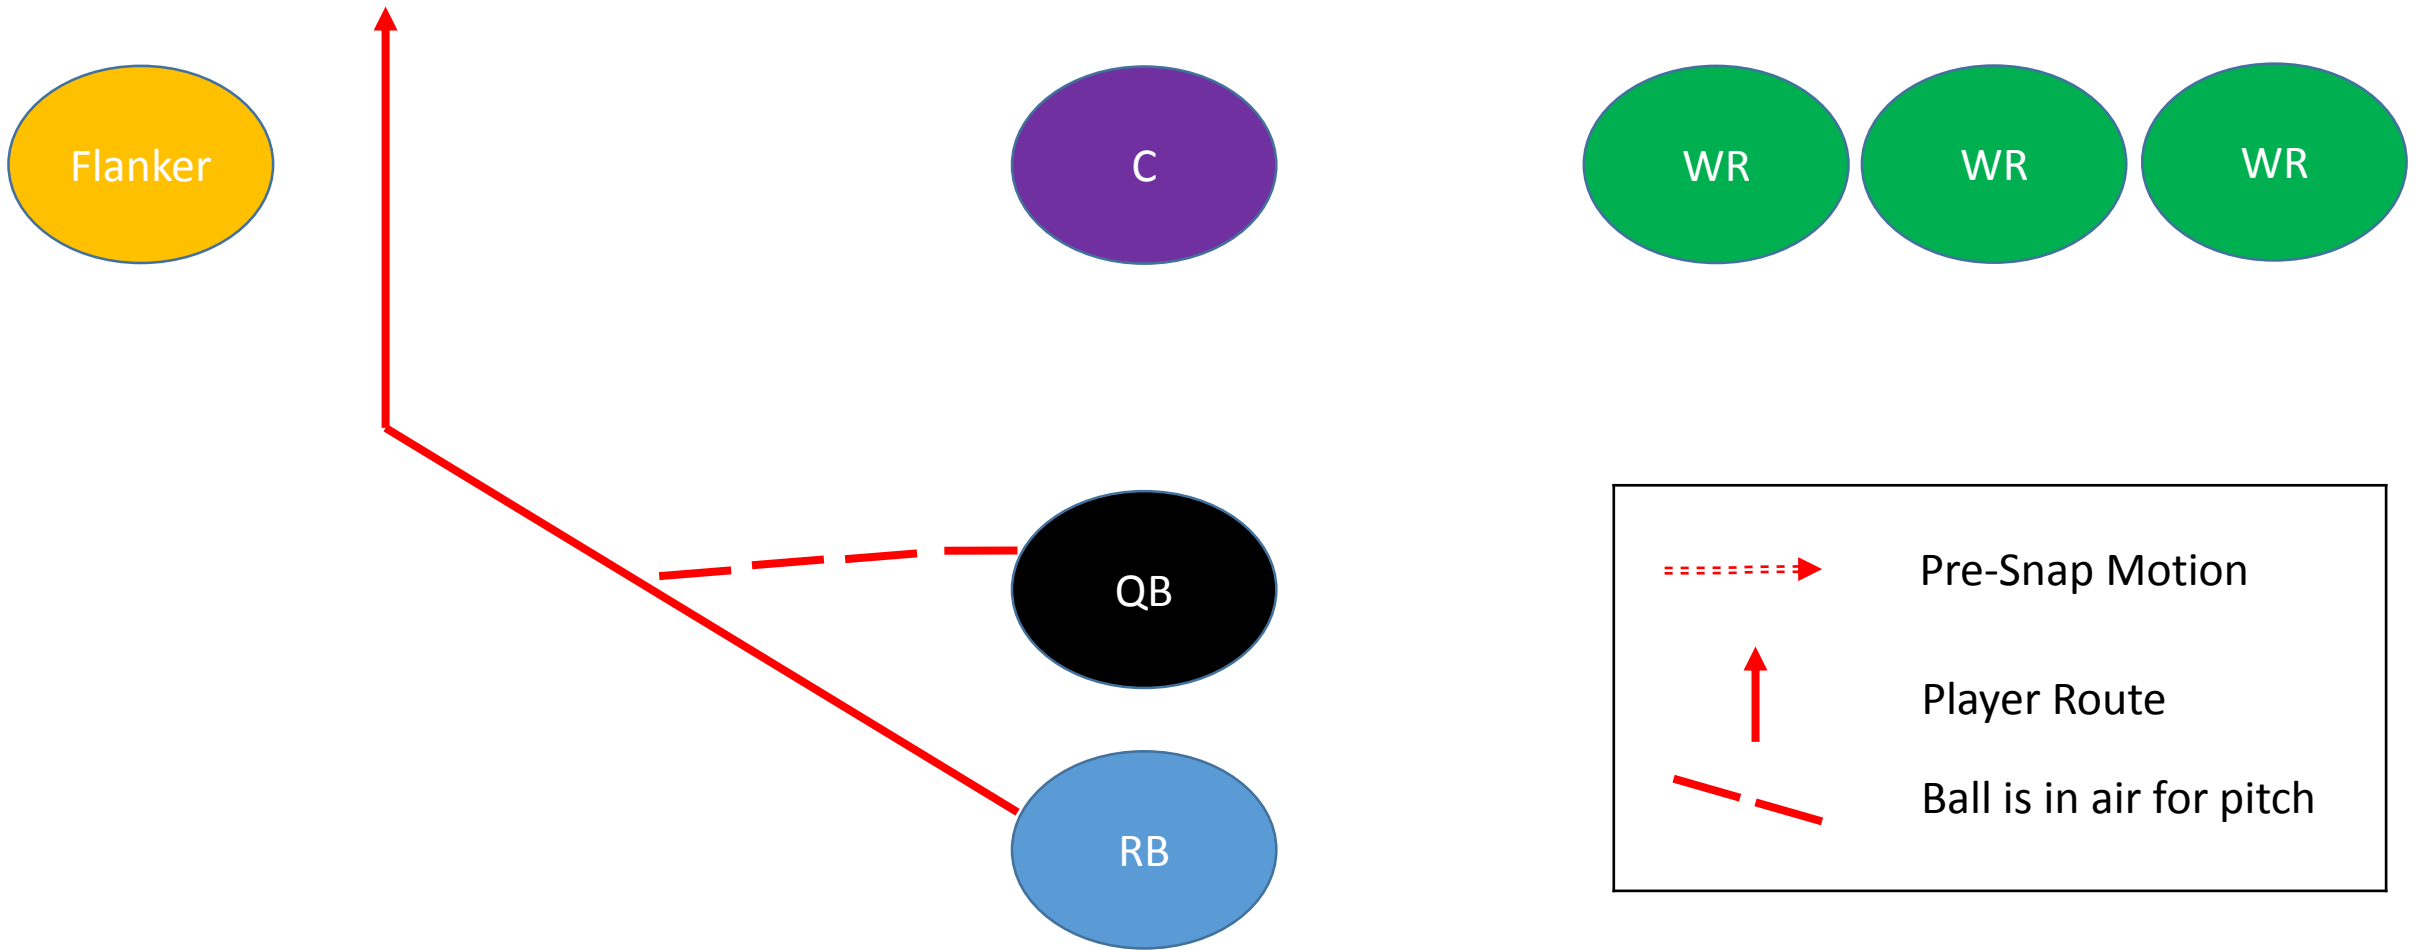 Flanker
C
WR
WR
WR
QB
RB
Pre-Snap Motion
Player Route
Ball is in air for pitch